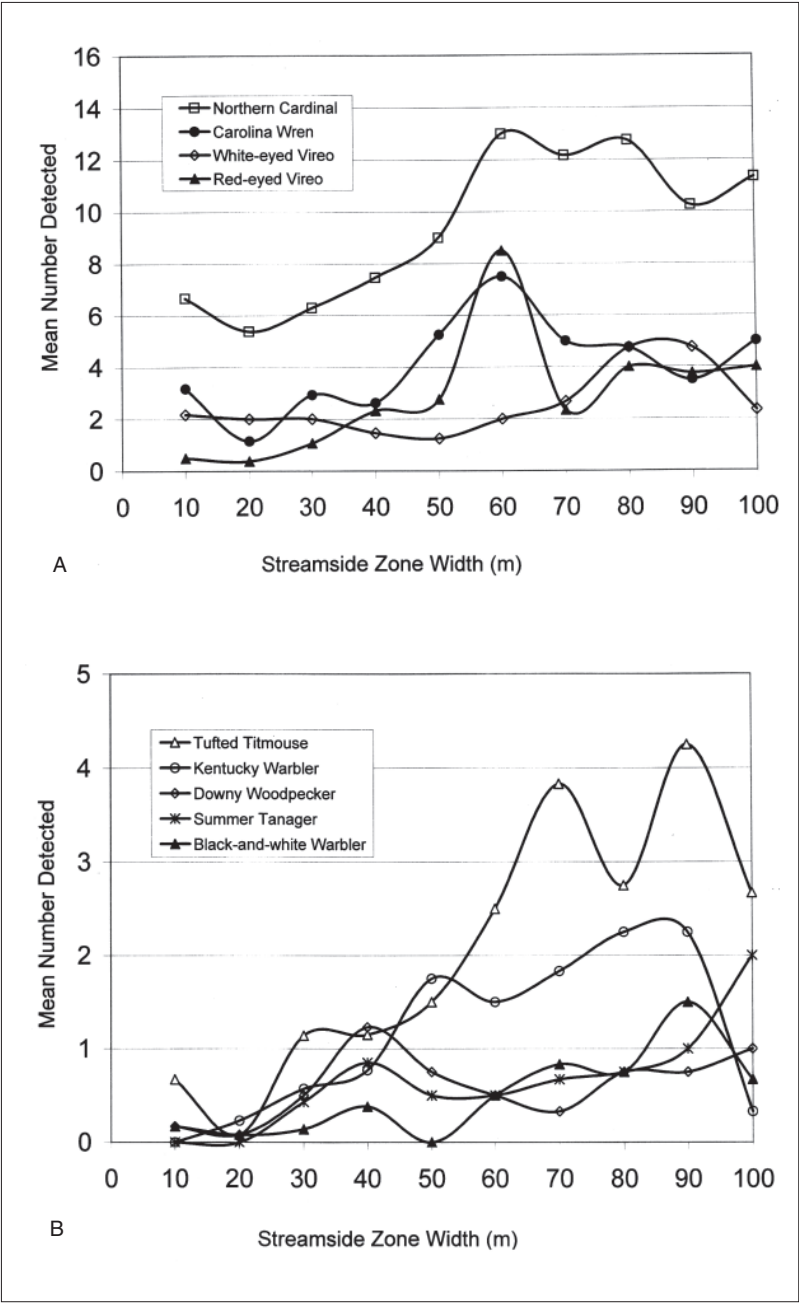 16
14
12
10
8
6
4
2
0
Mean Number Detected
Northern Cardinal
Carolina Wren
White-eyed Vireo
Red-eyed Vireo
0 10 20 30 40 50 60 70 80 90 100
A
Streamside Zone Width (m)
5
4
3
2
1
0
Mean Number Detected
Tufted Titmouse
Kentucky Warbler
Downy Woodpecker
Summer Tanager
Black-and-white Warbler
0 10 20 30 40 50 60 70 80 90 100
B
Streamside Zone Width (m)